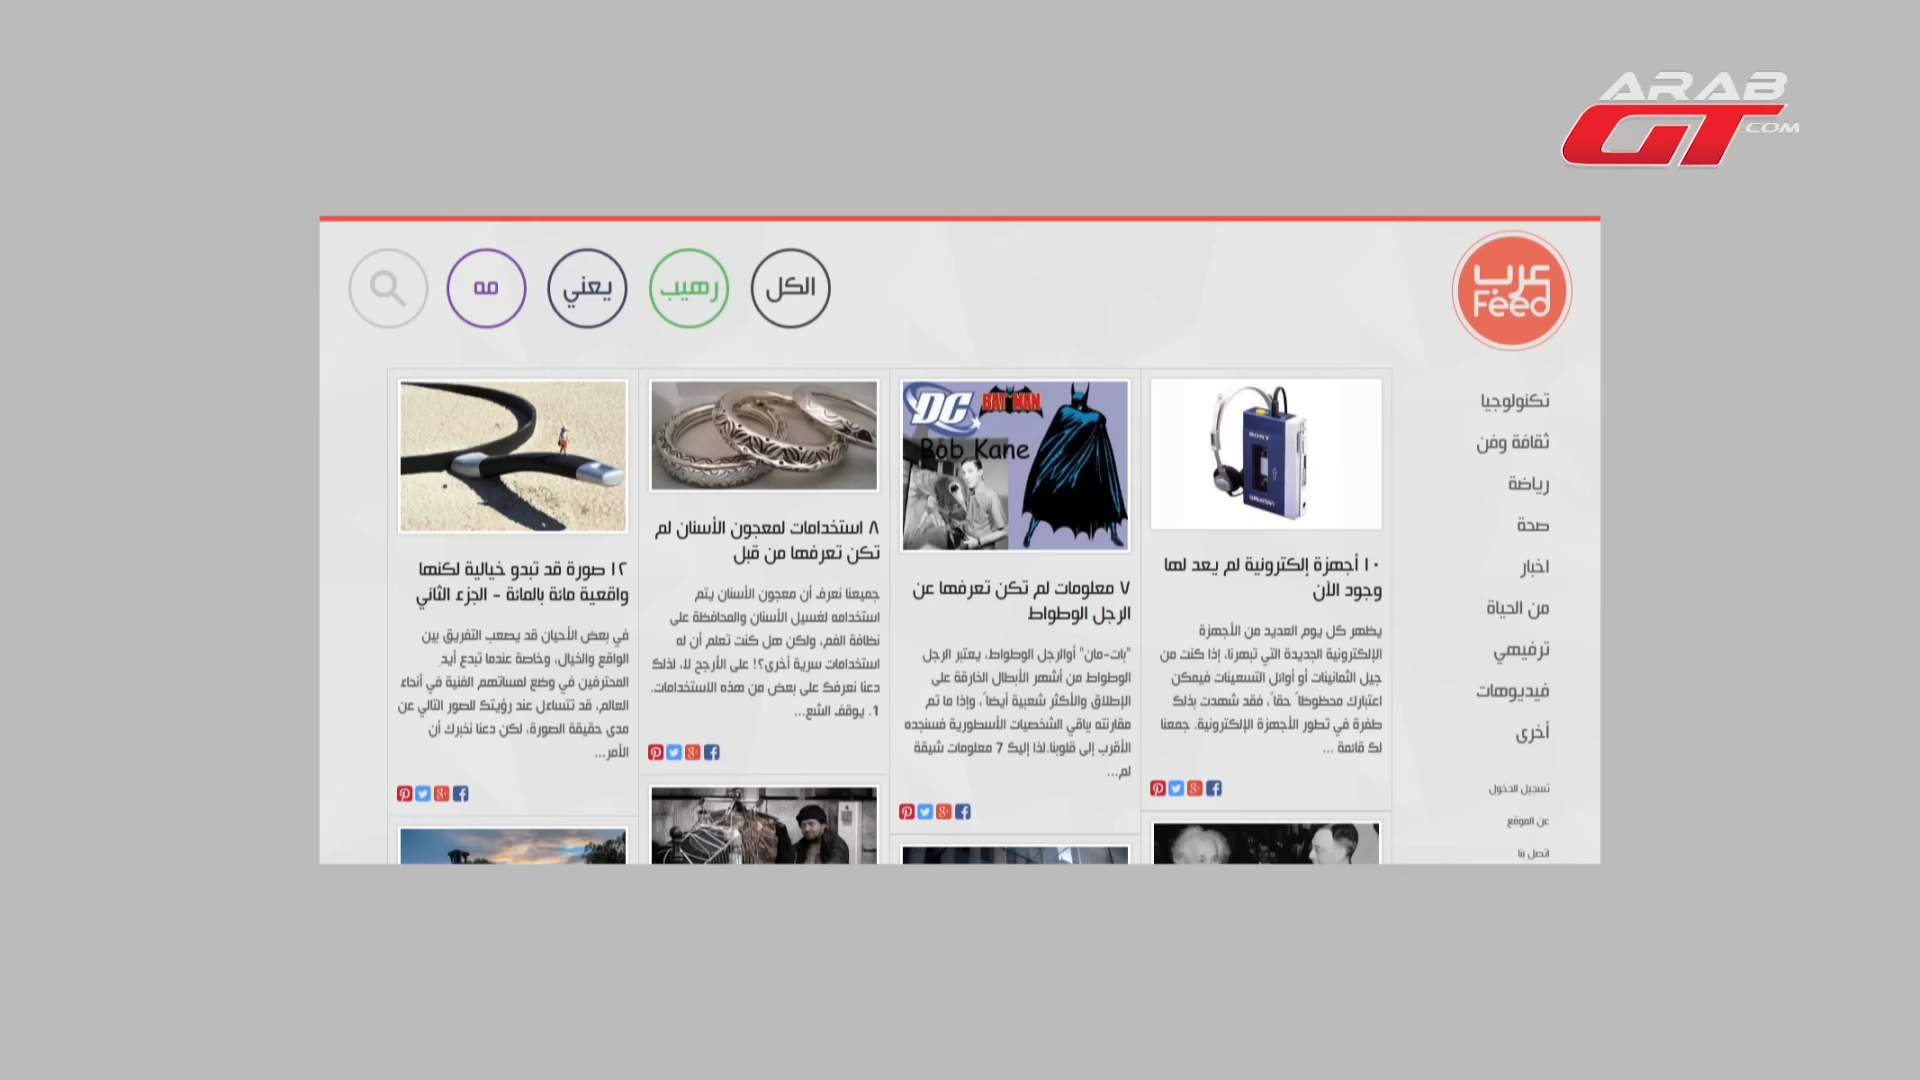 ARAB
GT.COM
عرب
Feed
الكل
رهيب
يعني
مه
تكنولوجيا
ثقافة وفن
رياضة
صحة
اخبار
من الحياة
ترفيهي
فيديوهات
أخرى
تسجيل الدخول
عن الموقع
اتصل بنا
SONY
WALKMAN
١٠ أجهزة إلكترونية لم يعد لها
وجود الآن
يظهر كل يوم العديد من الأجهزة
الإلكترونية الجديدة التي تبهرنا، إذا كنت من
جيل الثمانينات أو أوائل التسعينات فيمكن
اعتبارك محظوظاً حقاً، فقد شهدت بذلك
طفرة في تطور الأجهزة الإلكترونية. جمعنا
لك قائمة ...
DC
BATMAN
Bob Kane
٧ معلومات لم تكن تعرفها عن
الرجل الوطواط
"بات-مان" أوالرجل الوطواط، يعتبر الرجل
الوطواط من أشهر الأبطال الخارقة على
الإطلاق والأكثر شعبية أيضاً، وإذا ما تم
مقارنته بباقي الشخصيات الأسطورية فسنجده
الأقرب إلى قلوبنا.لذا إليك 7 معلومات شيقة
لم...
٨ استخدامات لمعجون الأسنان لم
تكن تعرفها من قبل
جميعنا نعرف أن معجون الأسنان يتم
استخدامه لغسيل الأسنان والمحافظة على
نظافة الفم، ولكن هل كنت تعلم أن له
استخدامات سرية أخرى؟! على الأرجح لا، لذلك
دعنا نعرفك على بعض من هذه الاستخدامات.
1. يوقف الشع...
١٢ صورة قد تبدو خيالية لكنها
واقعية مائة بالمائة - الجزء الثاني
في بعض الأحيان قد يصعب التفريق بين
الواقع والخيال، وخاصة عندما تبدع أيد
المحترفين في وضع لمساتهم الفنية في أنحاء
العالم، قد تتساءل عند رؤيتك للصور التالي عن
مدى حقيقة الصورة، لكن دعنا نخبرك أن
الأمر...